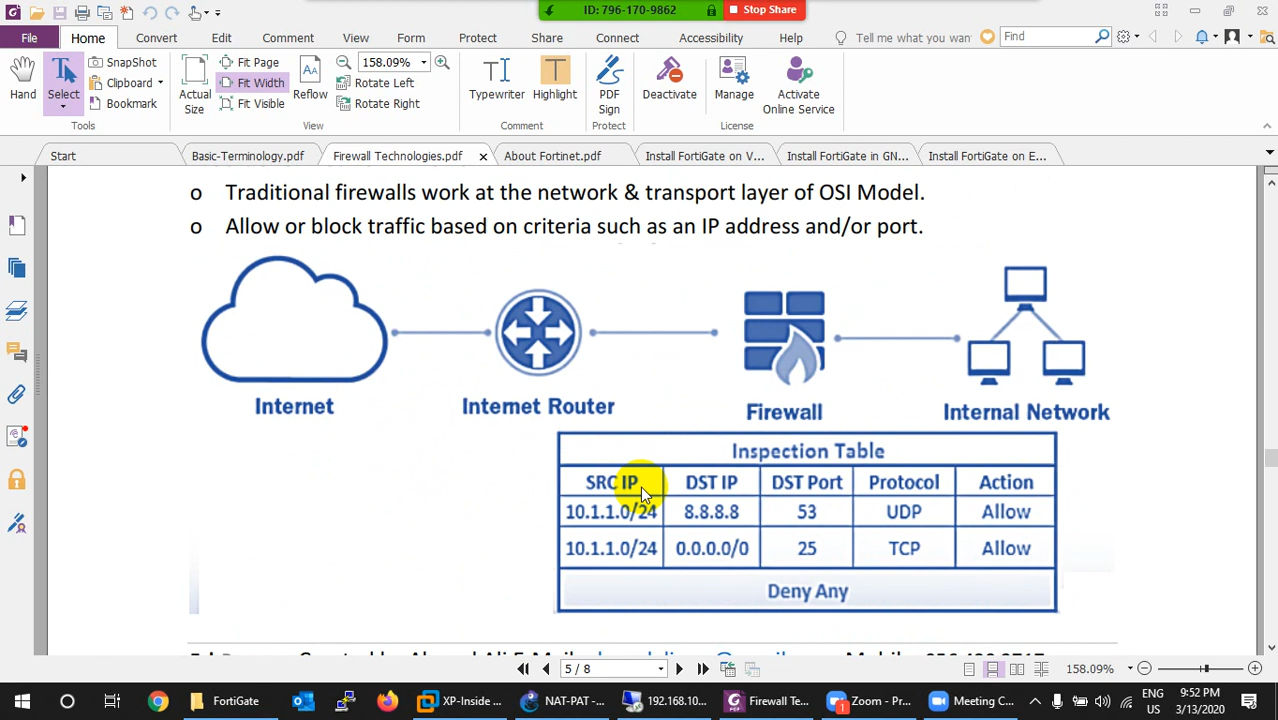 ID: 796-170-9862
Stop Share
File
Home
Convert
Edit
Comment
View
Form
Protect
Share
Connect
Accessibility
Help
Tell me what you want
Find
Hand
Select
SnapShot
Clipboard
Bookmark
Tools
Actual Size
Fit Page
Fit Width
Fit Visible
Reflow
158.09%
Rotate Left
Rotate Right
View
Typewriter
Highlight
Comment
PDF Sign
Protect
Deactivate
Manage
Activate Online Service
License
Start
Basic-Terminology.pdf
Firewall Technologies.pdf
About Fortinet.pdf
Install FortiGate on V...
Install FortiGate in GN...
Install FortiGate on E...
o Traditional firewalls work at the network & transport layer of OSI Model.
o Allow or block traffic based on criteria such as an IP address and/or port.
Internet
Internet Router
Firewall
Internal Network
Inspection Table
SRC IP DST IP DST Port Protocol Action
10.1.1.0/24 8.8.8.8 53 UDP Allow
10.1.1.0/24 0.0.0.0/0 25 TCP Allow
Deny Any
5 / 8
158.09%
FortiGate
XP-Inside
NAT-PAT -...
192.168.10...
Firewall Te...
Zoom - Pr...
Meeting C...
ENG
US
9:52 PM
3/13/2020